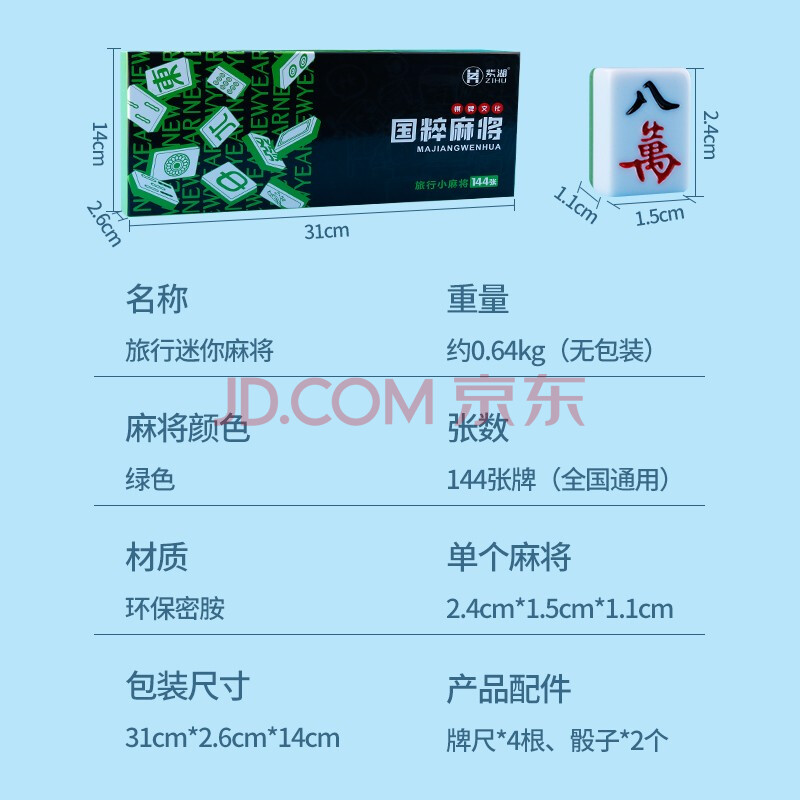 紫湖
ZIHU
棋牌文化
国粹麻将
MAJIANGWENHUA
旅行小麻将 144张
14cm
2.6cm
31cm
八
萬
2.4cm
1.1cm
1.5cm
名称
旅行迷你麻将
重量
约0.64kg（无包装）
JD.COM 京东
麻将颜色
绿色
张数
144张牌（全国通用）
材质
环保密胺
单个麻将
2.4cm*1.5cm*1.1cm
包装尺寸
31cm*2.6cm*14cm
产品配件
牌尺*4根、骰子*2个